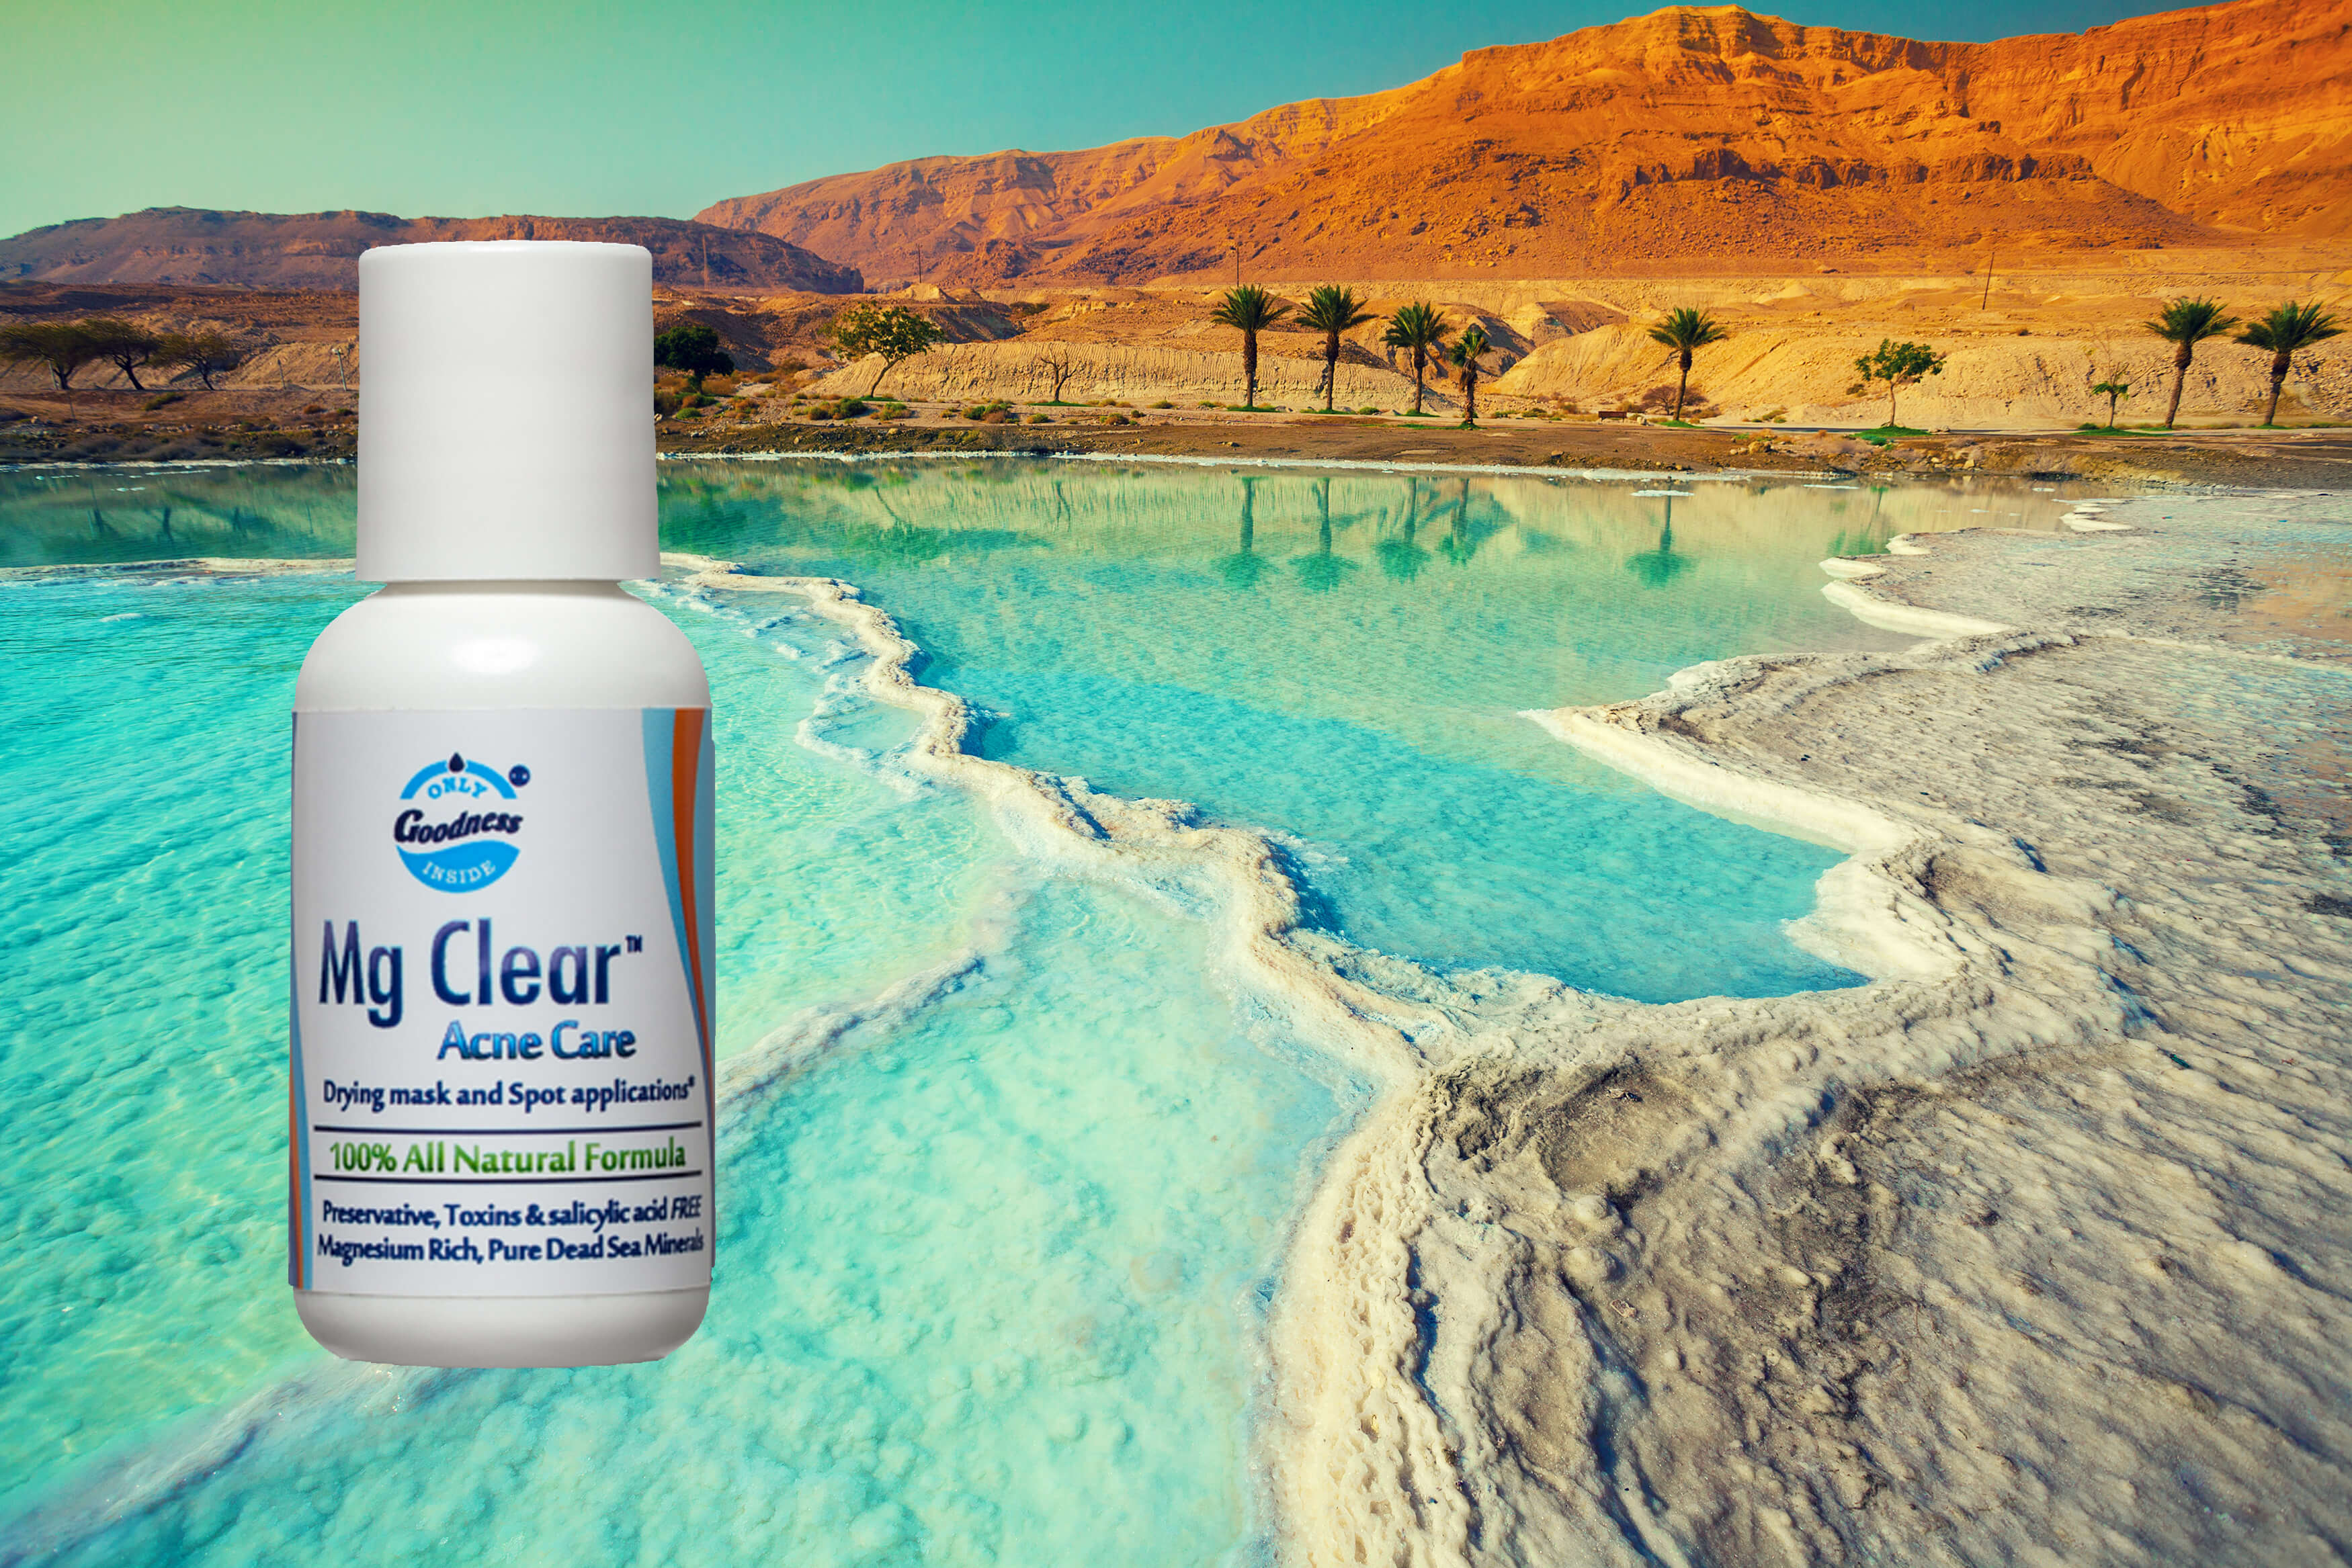 ONLY
Goodness
INSIDE
Mg Clear™
Acne Care
Drying mask and Spot applications*
100% All Natural Formula
Preservative, Toxins & salicylic acid FREE
Magnesium Rich, Pure Dead Sea Minerals